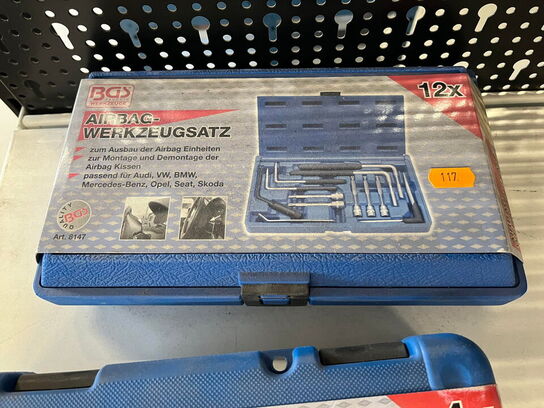 BGS
WERKZEUGE
12x
AIRBAG-
WERKZEUGSATZ
zum Ausbau der Airbag Einheiten
zur Montage und Demontage der
Airbag Kissen
passend für Audi, VW, BMW,
Mercedes-Benz, Opel, Seat, Skoda
117
QUALITY
BGS
Art. 8147